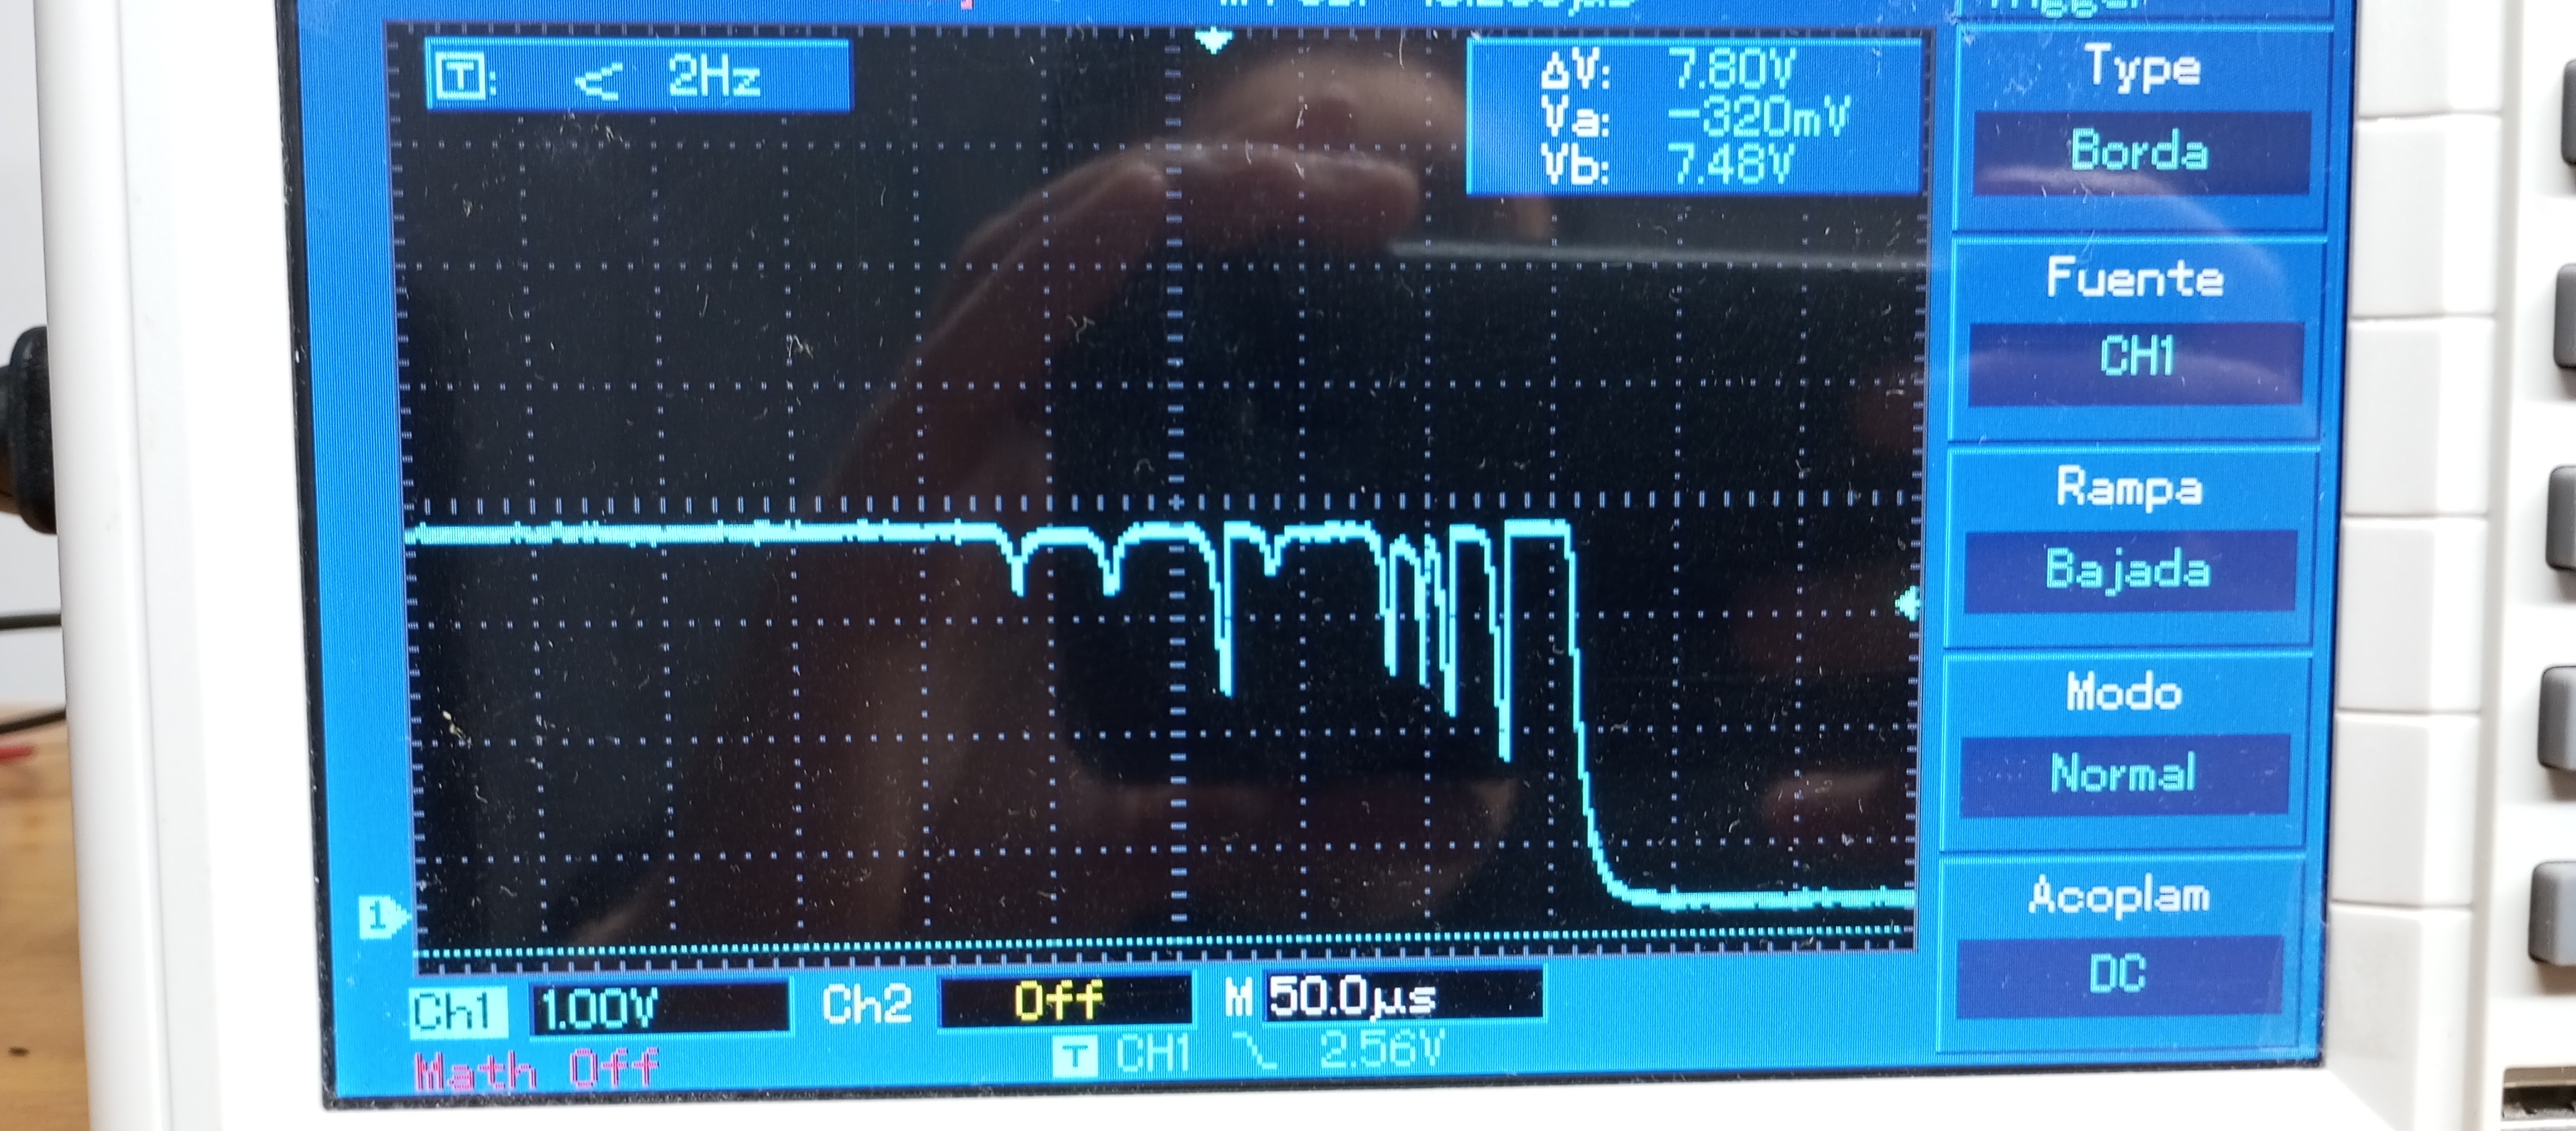 T: < 2Hz
ΔV: 7.80V
Va: -320mV
Vb: 7.48V
Type
Borda
Fuente
CH1
Rampa
Bajada
Modo
Normal
Acoplam
DC
1
Ch1 1.00V Ch2 Off M 50.0µs
T CH1 2.56V
Math Off